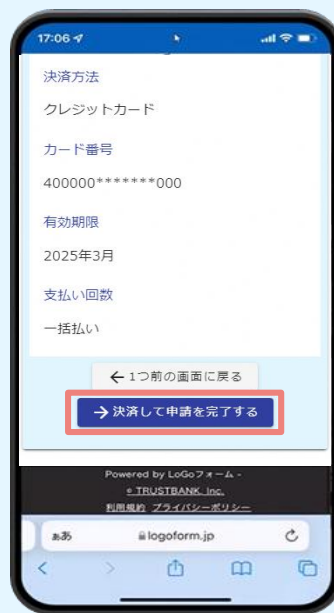 17:06
決済方法
クレジットカード
カード番号
400000*******000
有効期限
2025年3月
支払い回数
一括払い
← 1つ前の画面に戻る
→ 決済して申請を完了する
Powered by LoGoフォーム -
© TRUSTBANK, Inc.
利用規約 プライバシーポリシー
ぁあ logoform.jp